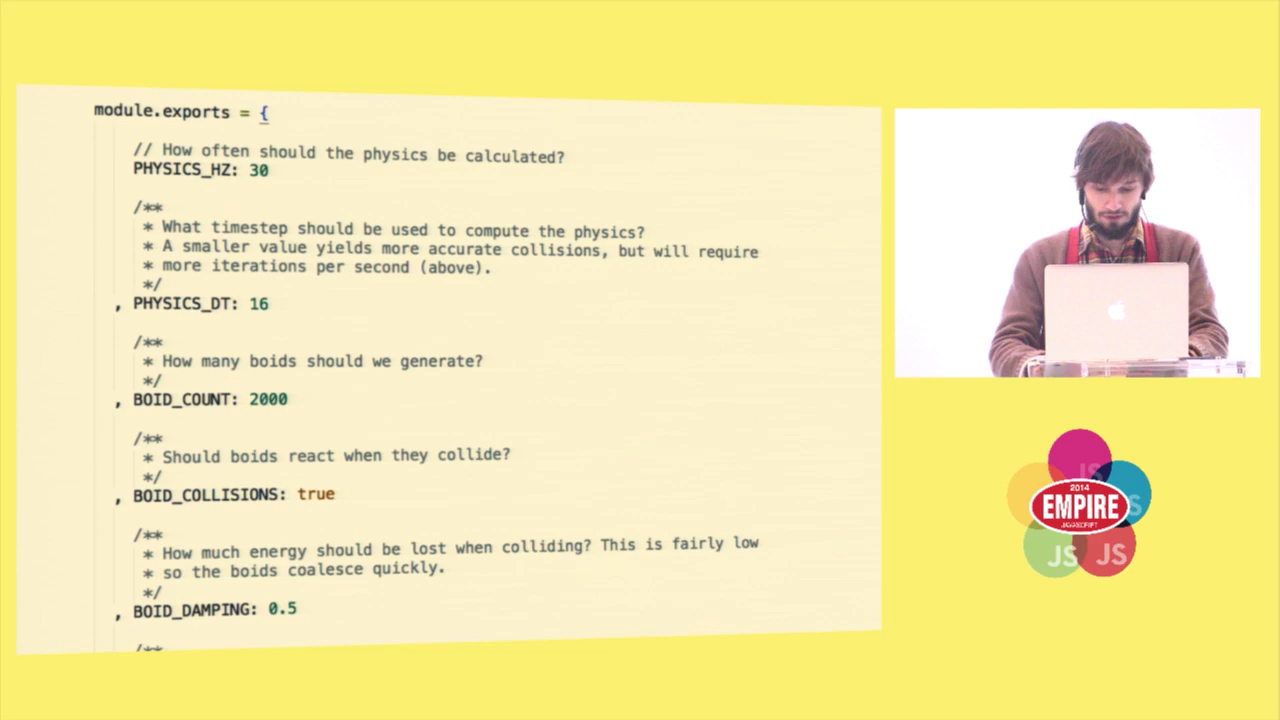 module.exports = {
// How often should the physics be calculated?
PHYSICS_HZ: 30
/**
* What timestep should be used to compute the physics?
* A smaller value yields more accurate collisions, but will require
* more iterations per second (above).
*/
, PHYSICS_DT: 16
/**
* How many boids should we generate?
*/
, BOID_COUNT: 2000
/**
* Should boids react when they collide?
*/
, BOID_COLLISIONS: true
/**
* How much energy should be lost when colliding? This is fairly low
* so the boids coalesce quickly.
*/
, BOID_DAMPING: 0.5
/**
JS
JS
2014
EMPIRE
JAVASCRIPT
JS
JS